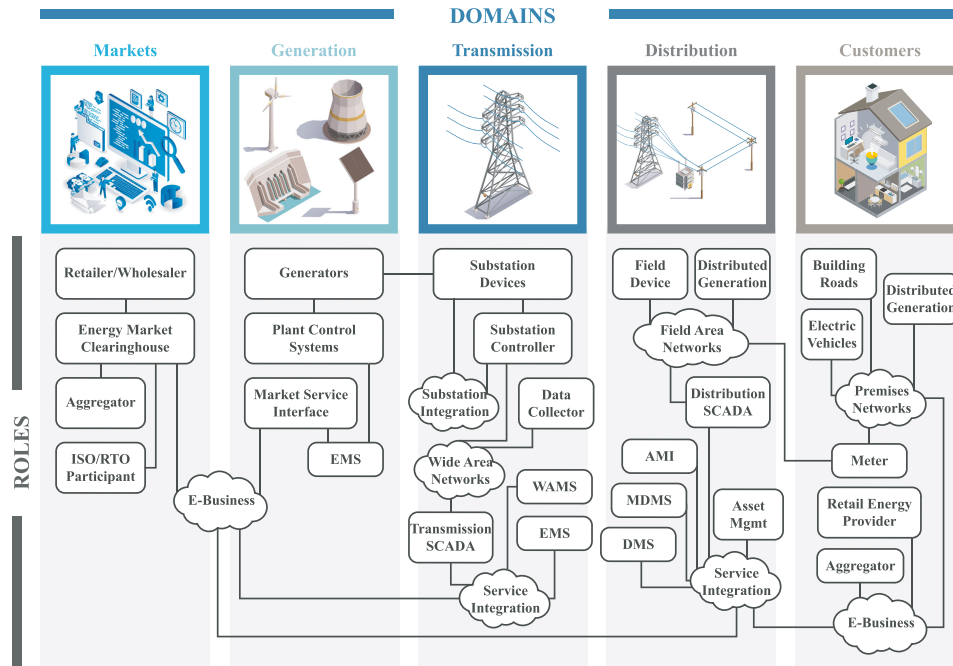 DOMAINS
Markets
Generation
Transmission
Distribution
Customers
ROLES
Retailer/Wholesaler
Energy Market
Clearinghouse
Aggregator
ISO/RTO
Participant
E-Business
Generators
Plant Control
Systems
Market Service
Interface
EMS
Substation
Devices
Substation
Controller
Substation
Integration
Data
Collector
Wide Area
Networks
WAMS
Transmission
SCADA
EMS
Service
Integration
Field
Device
Distributed
Generation
Field Area
Networks
Distribution
SCADA
AMI
MDMS
DMS
Asset
Mgmt
Service
Integration
Building
Roads
Distributed
Generation
Electric
Vehicles
Premises
Networks
Meter
Retail Energy
Provider
Aggregator
E-Business